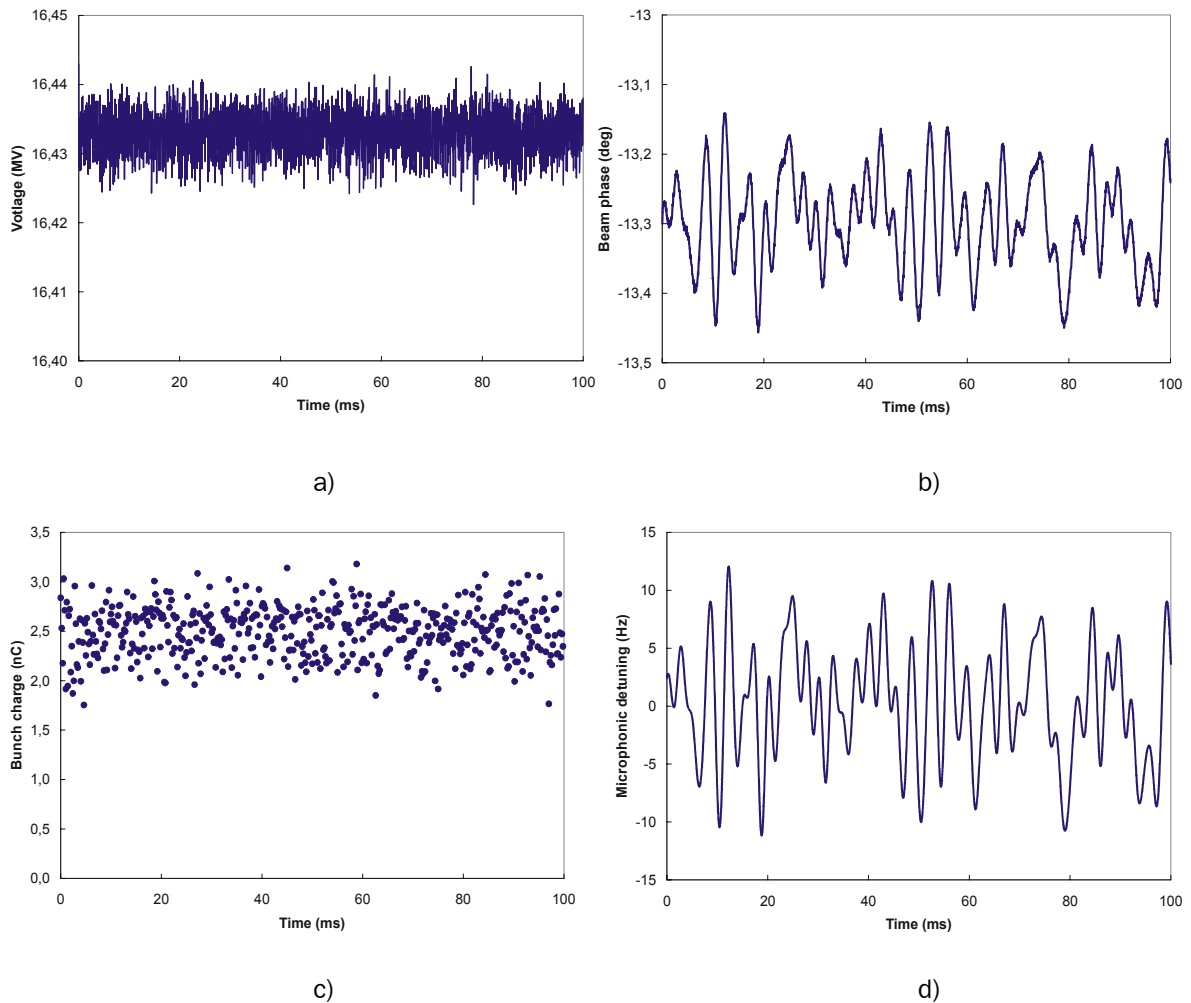 16,45
16,44
16,43
16,42
16,41
16,40
Votlage (MV)
0 20 40 60 80 100
Time (ms)
a)
-13
-13,1
-13,2
-13,3
-13,4
-13,5
Beam phase (deg)
0 20 40 60 80 100
Time (ms)
b)
3,5
3,0
2,5
2,0
1,5
1,0
0,5
0,0
Bunch charge (nC)
0 20 40 60 80 100
Time (ms)
c)
15
10
5
0
-5
-10
-15
Microphonic detuning (Hz)
0 20 40 60 80 100
Time (ms)
d)